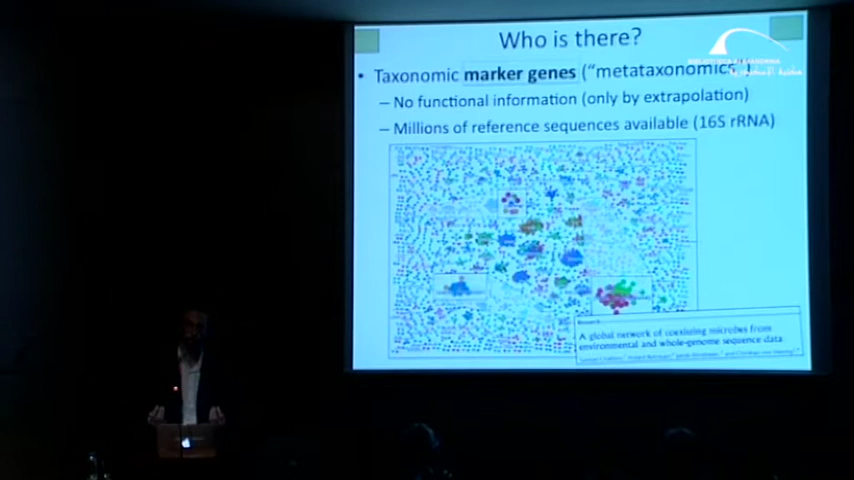 Who is there?
• Taxonomic marker genes ("metataxonomics")
– No functional information (only by extrapolation)
– Millions of reference sequences available (16S rRNA)
A global network of coexisting microbes from
environmental and whole-genome sequence data